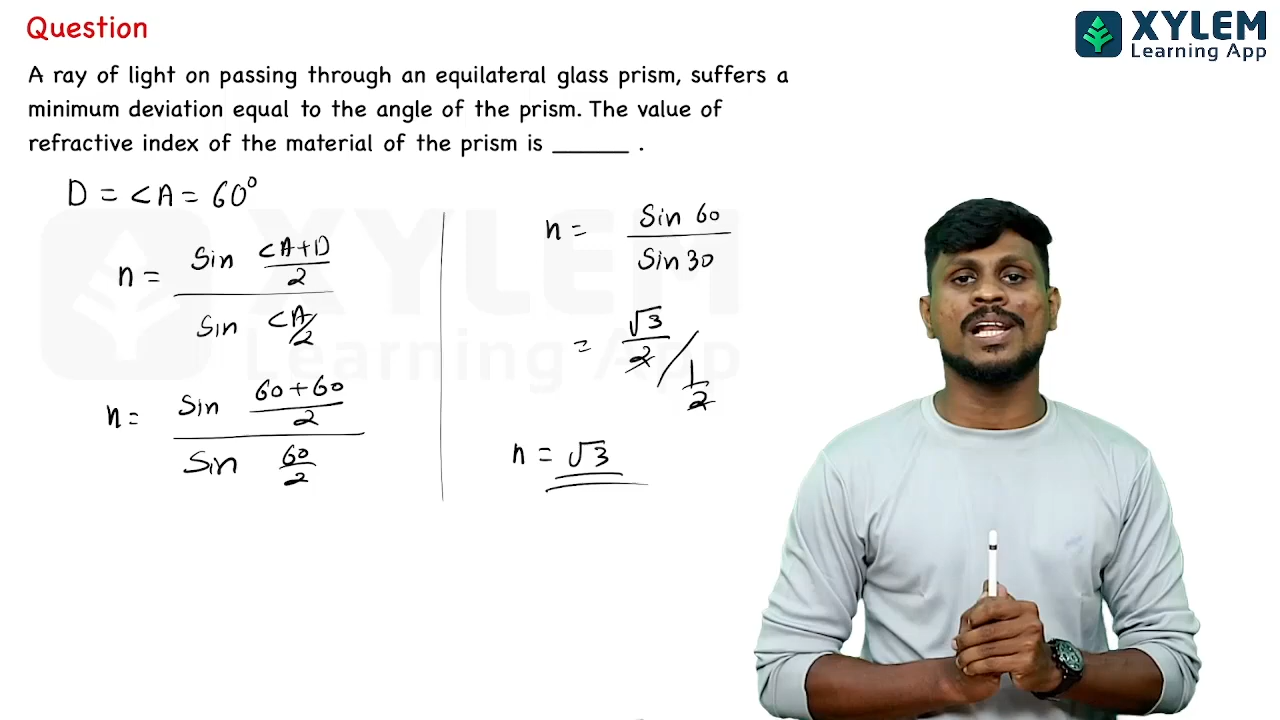 Question
XYLEM
Learning App
A ray of light on passing through an equilateral glass prism, suffers a
minimum deviation equal to the angle of the prism. The value of
refractive index of the material of the prism is ______ .
D = <A = 60°
n = Sin (<A+D)/2 / Sin <A/2
n = Sin (60+60)/2 / Sin 60/2
n = Sin 60 / Sin 30
= √3/2 / 1/2
n = √3
XYLEM
Learning App